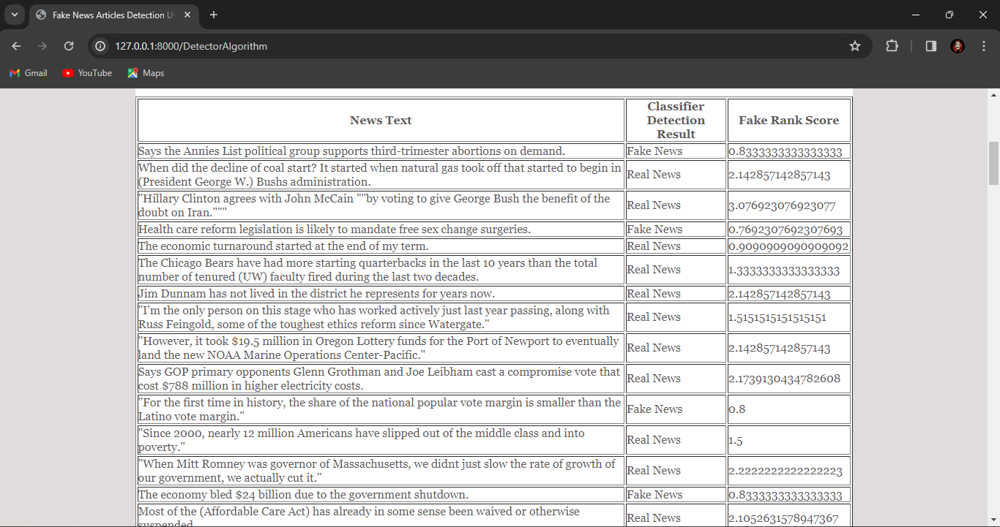 Fake News Articles Detection U
127.0.0.1:8000/DetectorAlgorithm
Gmail YouTube Maps
News Text Classifier Detection Result Fake Rank Score
Says the Annies List political group supports third-trimester abortions on demand. Fake News 0.8333333333333333
When did the decline of coal start? It started when natural gas took off that started to begin in
(President George W.) Bushs administration. Real News 2.142857142857143
"Hillary Clinton agrees with John McCain ""by voting to give George Bush the benefit of the
doubt on Iran.""" Real News 3.076923076923077
Health care reform legislation is likely to mandate free sex change surgeries. Fake News 0.7692307692307693
The economic turnaround started at the end of my term. Real News 0.9090909090909092
The Chicago Bears have had more starting quarterbacks in the last 10 years than the total
number of tenured (UW) faculty fired during the last two decades. Real News 1.3333333333333333
Jim Dunnam has not lived in the district he represents for years now. Real News 2.142857142857143
"I'm the only person on this stage who has worked actively just last year passing, along with
Russ Feingold, some of the toughest ethics reform since Watergate." Real News 1.5151515151515151
"However, it took $19.5 million in Oregon Lottery funds for the Port of Newport to eventually
land the new NOAA Marine Operations Center-Pacific." Real News 2.142857142857143
Says GOP primary opponents Glenn Grothman and Joe Leibham cast a compromise vote that
cost $788 million in higher electricity costs. Real News 2.1739130434782608
"For the first time in history, the share of the national popular vote margin is smaller than the
Latino vote margin." Fake News 0.8
"Since 2000, nearly 12 million Americans have slipped out of the middle class and into
poverty." Real News 1.5
"When Mitt Romney was governor of Massachusetts, we didnt just slow the rate of growth of
our government, we actually cut it." Real News 2.2222222222222223
The economy bled $24 billion due to the government shutdown. Fake News 0.8333333333333333
Most of the (Affordable Care Act) has already in some sense been waived or otherwise
suspended Real News 2.1052631578947367